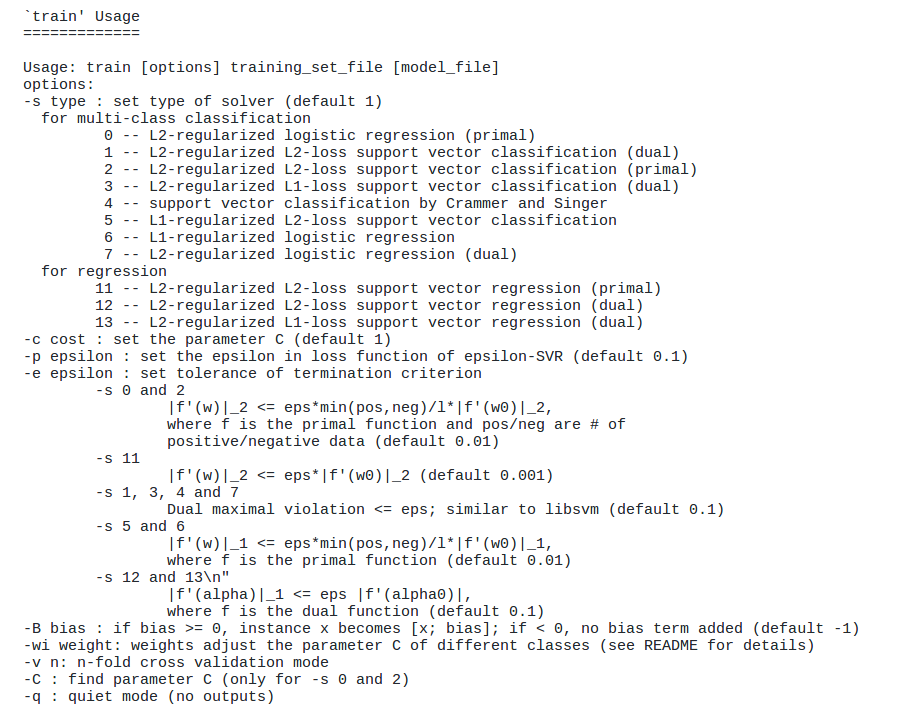 `train' Usage
=============

Usage: train [options] training_set_file [model_file]
options:
-s type : set type of solver (default 1)
  for multi-class classification
         0 -- L2-regularized logistic regression (primal)
         1 -- L2-regularized L2-loss support vector classification (dual)
         2 -- L2-regularized L2-loss support vector classification (primal)
         3 -- L2-regularized L1-loss support vector classification (dual)
         4 -- support vector classification by Crammer and Singer
         5 -- L1-regularized L2-loss support vector classification
         6 -- L1-regularized logistic regression
         7 -- L2-regularized logistic regression (dual)
  for regression
        11 -- L2-regularized L2-loss support vector regression (primal)
        12 -- L2-regularized L2-loss support vector regression (dual)
        13 -- L2-regularized L1-loss support vector regression (dual)
-c cost : set the parameter C (default 1)
-p epsilon : set the epsilon in loss function of epsilon-SVR (default 0.1)
-e epsilon : set tolerance of termination criterion
        -s 0 and 2
                |f'(w)|_2 <= eps*min(pos,neg)/l*|f'(w0)|_2,
                where f is the primal function and pos/neg are # of
                positive/negative data (default 0.01)
        -s 11
                |f'(w)|_2 <= eps*|f'(w0)|_2 (default 0.001)
        -s 1, 3, 4 and 7
                Dual maximal violation <= eps; similar to libsvm (default 0.1)
        -s 5 and 6
                |f'(w)|_1 <= eps*min(pos,neg)/l*|f'(w0)|_1,
                where f is the primal function (default 0.01)
        -s 12 and 13\n"
                |f'(alpha)|_1 <= eps |f'(alpha0)|,
                where f is the dual function (default 0.1)
-B bias : if bias >= 0, instance x becomes [x; bias]; if < 0, no bias term added (default -1)
-wi weight: weights adjust the parameter C of different classes (see README for details)
-v n: n-fold cross validation mode
-C : find parameter C (only for -s 0 and 2)
-q : quiet mode (no outputs)